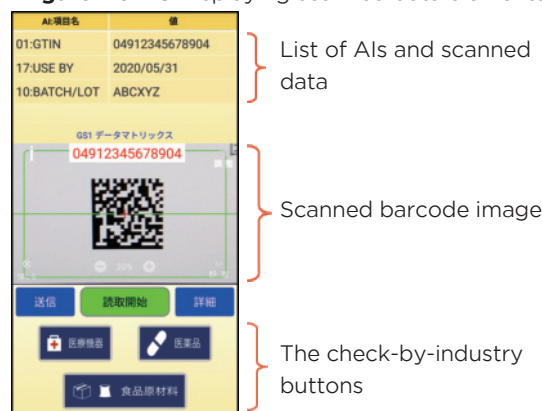 AI:項目名 値
01:GTIN 04912345678904
17:USE BY 2020/05/31
10:BATCH/LOT ABCXYZ
GS1 データマトリックス
04912345678904
送信 読取開始 詳細
医療機器 医薬品
食品原材料
List of AIs and scanned
data
Scanned barcode image
The check-by-industry
buttons